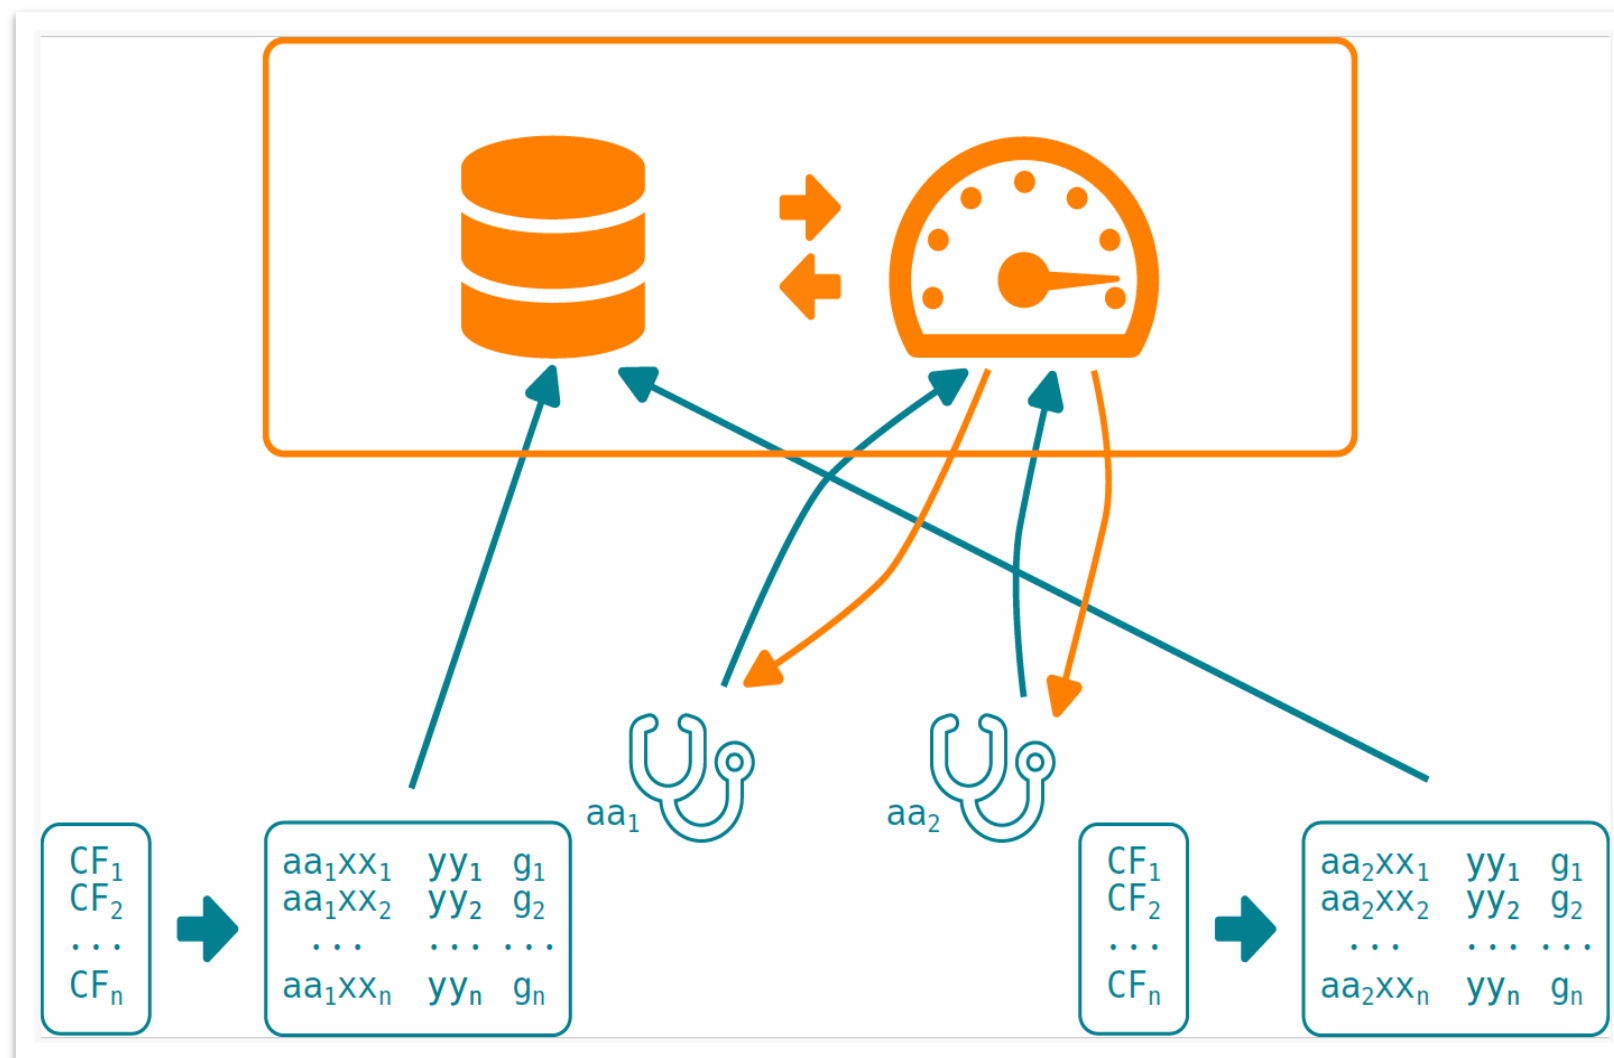 aa₁
aa₂
CF₁
CF₂
...
CFₙ
aa₁xx₁ yy₁ g₁
aa₁xx₂ yy₂ g₂
... ... ...
aa₁xxₙ yyₙ gₙ
CF₁
CF₂
...
CFₙ
aa₂xx₁ yy₁ g₁
aa₂xx₂ yy₂ g₂
... ... ...
aa₂xxₙ yyₙ gₙ